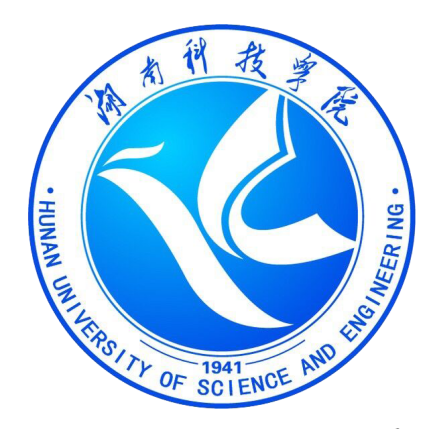 湖南科技学院
1941
·HUNAN UNIVERSITY OF SCIENCE AND ENGINEERING·